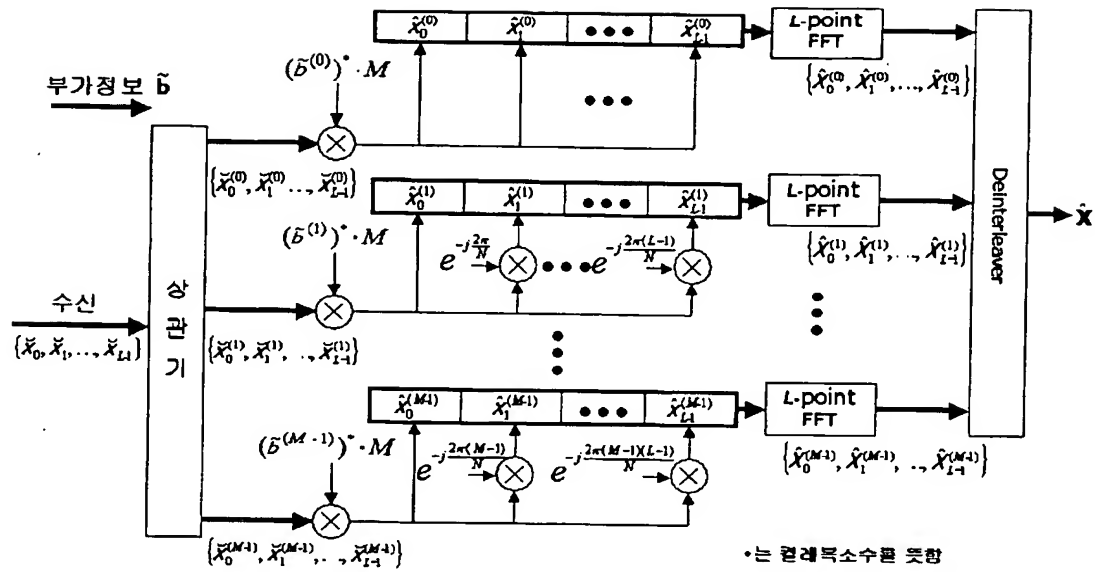 x̂₀⁽⁰⁾ x̂₁⁽⁰⁾ ●●● x̂_{L-1}⁽⁰⁾
L-point FFT
{X̂₀⁽⁰⁾, X̂₁⁽⁰⁾,..., X̂_{L-1}⁽⁰⁾}
(b̃⁽⁰⁾)* · M
●●●
부가정보 b̃
{x̆₀⁽⁰⁾, x̆₁⁽⁰⁾..., x̆_{L-1}⁽⁰⁾}
x̂₀⁽¹⁾ x̂₁⁽¹⁾ ●●● x̂_{L-1}⁽¹⁾
L-point FFT
{X̂₀⁽¹⁾, X̂₁⁽¹⁾,..., X̂_{L-1}⁽¹⁾}
(b̃⁽¹⁾)* · M
e^{-j2π/N} ●●● e^{-j2π(L-1)/N}
Deinterleaver
x̂
수신
{x̆₀, x̆₁,..., x̆_{L-1}}
상관기
{x̆₀⁽¹⁾, x̆₁⁽¹⁾,..., x̆_{L-1}⁽¹⁾}
x̂₀⁽ᴹ⁻¹⁾ x̂₁⁽ᴹ⁻¹⁾ ●●● x̂_{L-1}⁽ᴹ⁻¹⁾
L-point FFT
{X̂₀⁽ᴹ⁻¹⁾, X̂₁⁽ᴹ⁻¹⁾,..., X̂_{L-1}⁽ᴹ⁻¹⁾}
(b̃⁽ᴹ⁻¹⁾)* · M
e^{-j2π(M-1)/N} e^{-j2π(M-1)(L-1)/N}
{x̆₀⁽ᴹ⁻¹⁾, x̆₁⁽ᴹ⁻¹⁾,..., x̆_{L-1}⁽ᴹ⁻¹⁾}
*는 켤레복소수를 뜻함